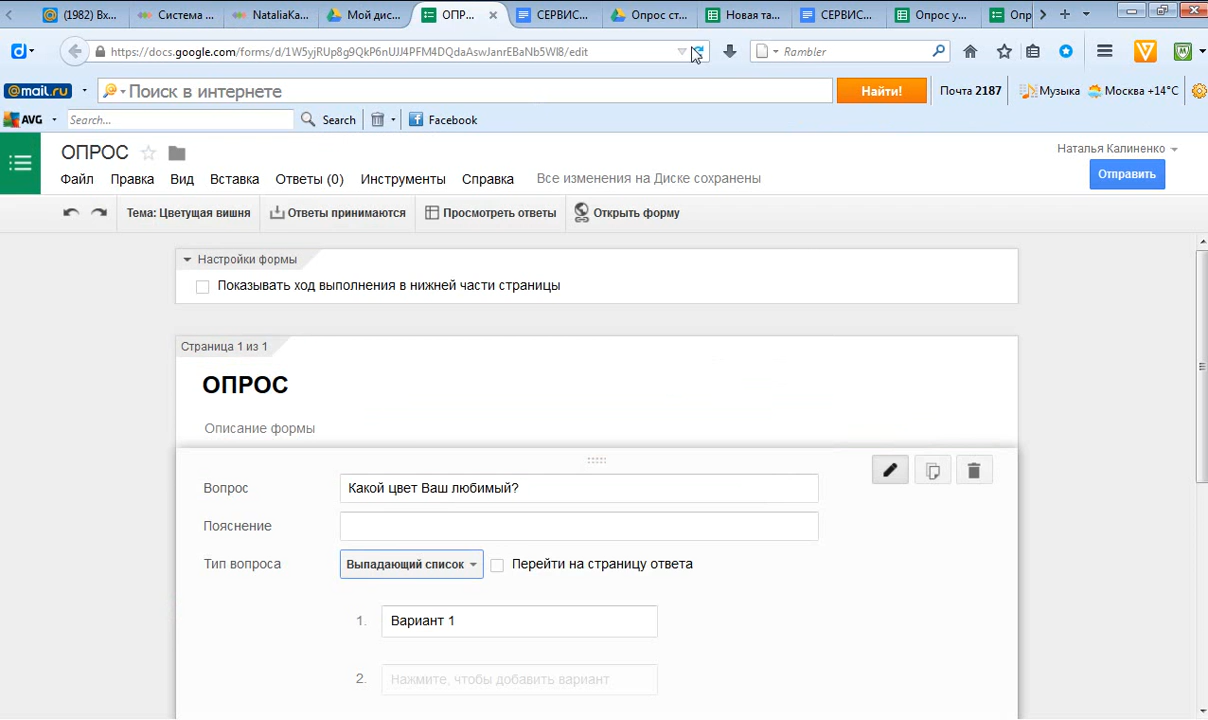 (1982) Вх...
Система ...
NataliaKa...
Мой дис...
ОПР...
СЕРВИС...
Опрос ст...
Новая та...
СЕРВИС...
Опрос у...
Опр
https://docs.google.com/forms/d/1W5yjRUp8g9QkP6nUJJ4PFM4DQdaAswJanrEBaNb5WI8/edit
Rambler
@mail.ru
Поиск в интернете
Найти!
Почта 2187
Музыка
Москва +14°C
AVG
Search...
Search
Facebook
ОПРОС
Наталья Калиненко
Файл Правка Вид Вставка Ответы (0) Инструменты Справка
Все изменения на Диске сохранены
Отправить
Тема: Цветущая вишня
Ответы принимаются
Просмотреть ответы
Открыть форму
Настройки формы
Показывать ход выполнения в нижней части страницы
Страница 1 из 1
ОПРОС
Описание формы
Вопрос
Какой цвет Ваш любимый?
Пояснение
Тип вопроса
Выпадающий список
Перейти на страницу ответа
1. Вариант 1
2. Нажмите, чтобы добавить вариант